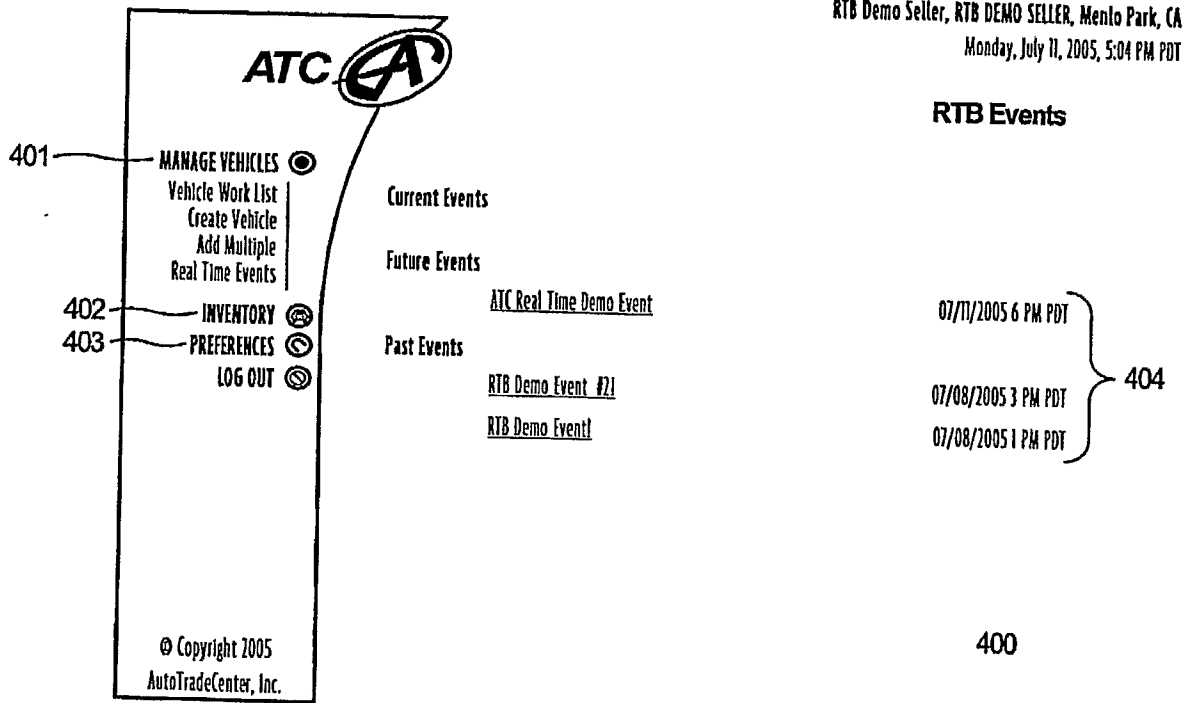 RTB Demo Seller, RTB DEMO SELLER, Menlo Park, CA
Monday, July 11, 2005, 5:04 PM PDT
ATC
RTB Events
401
MANAGE VEHICLES
Vehicle Work List
Create Vehicle
Add Multiple
Real Time Events
402
INVENTORY
403
PREFERENCES
LOG OUT
Current Events
Future Events
ATC Real Time Demo Event
07/11/2005 6 PM PDT
Past Events
404
RTB Demo Event #21
07/08/2005 3 PM PDT
RTB Demo Event1
07/08/2005 1 PM PDT
© Copyright 2005
AutoTradeCenter, Inc.
400